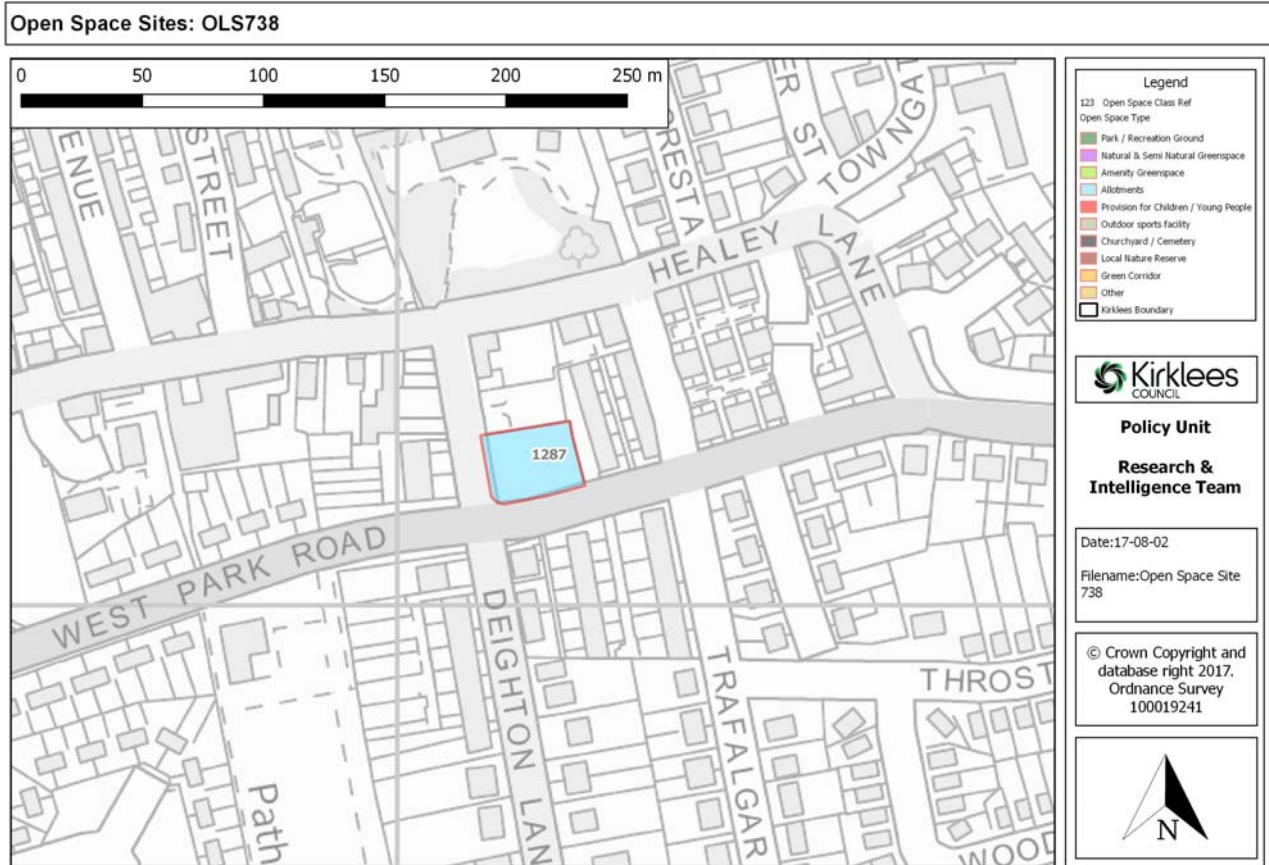 Open Space Sites: OLS738
0 50 100 150 200 250 m
ENUE
STREET
PRESTA
ER ST
TOWNGAT
HEALEY LANE
1287
WEST PARK ROAD
DEIGHTON LAN
TRAFALGAR
THROST
Path
WOOD
Legend
123 Open Space Class Ref
Open Space Type
Park / Recreation Ground
Natural & Semi Natural Greenspace
Amenity Greenspace
Allotments
Provision for Children / Young People
Outdoor sports facility
Churchyard / Cemetery
Local Nature Reserve
Green Corridor
Other
Kirklees Boundary
Kirklees
COUNCIL
Policy Unit
Research &
Intelligence Team
Date:17-08-02
Filename:Open Space Site
738
© Crown Copyright and
database right 2017.
Ordnance Survey
100019241
N